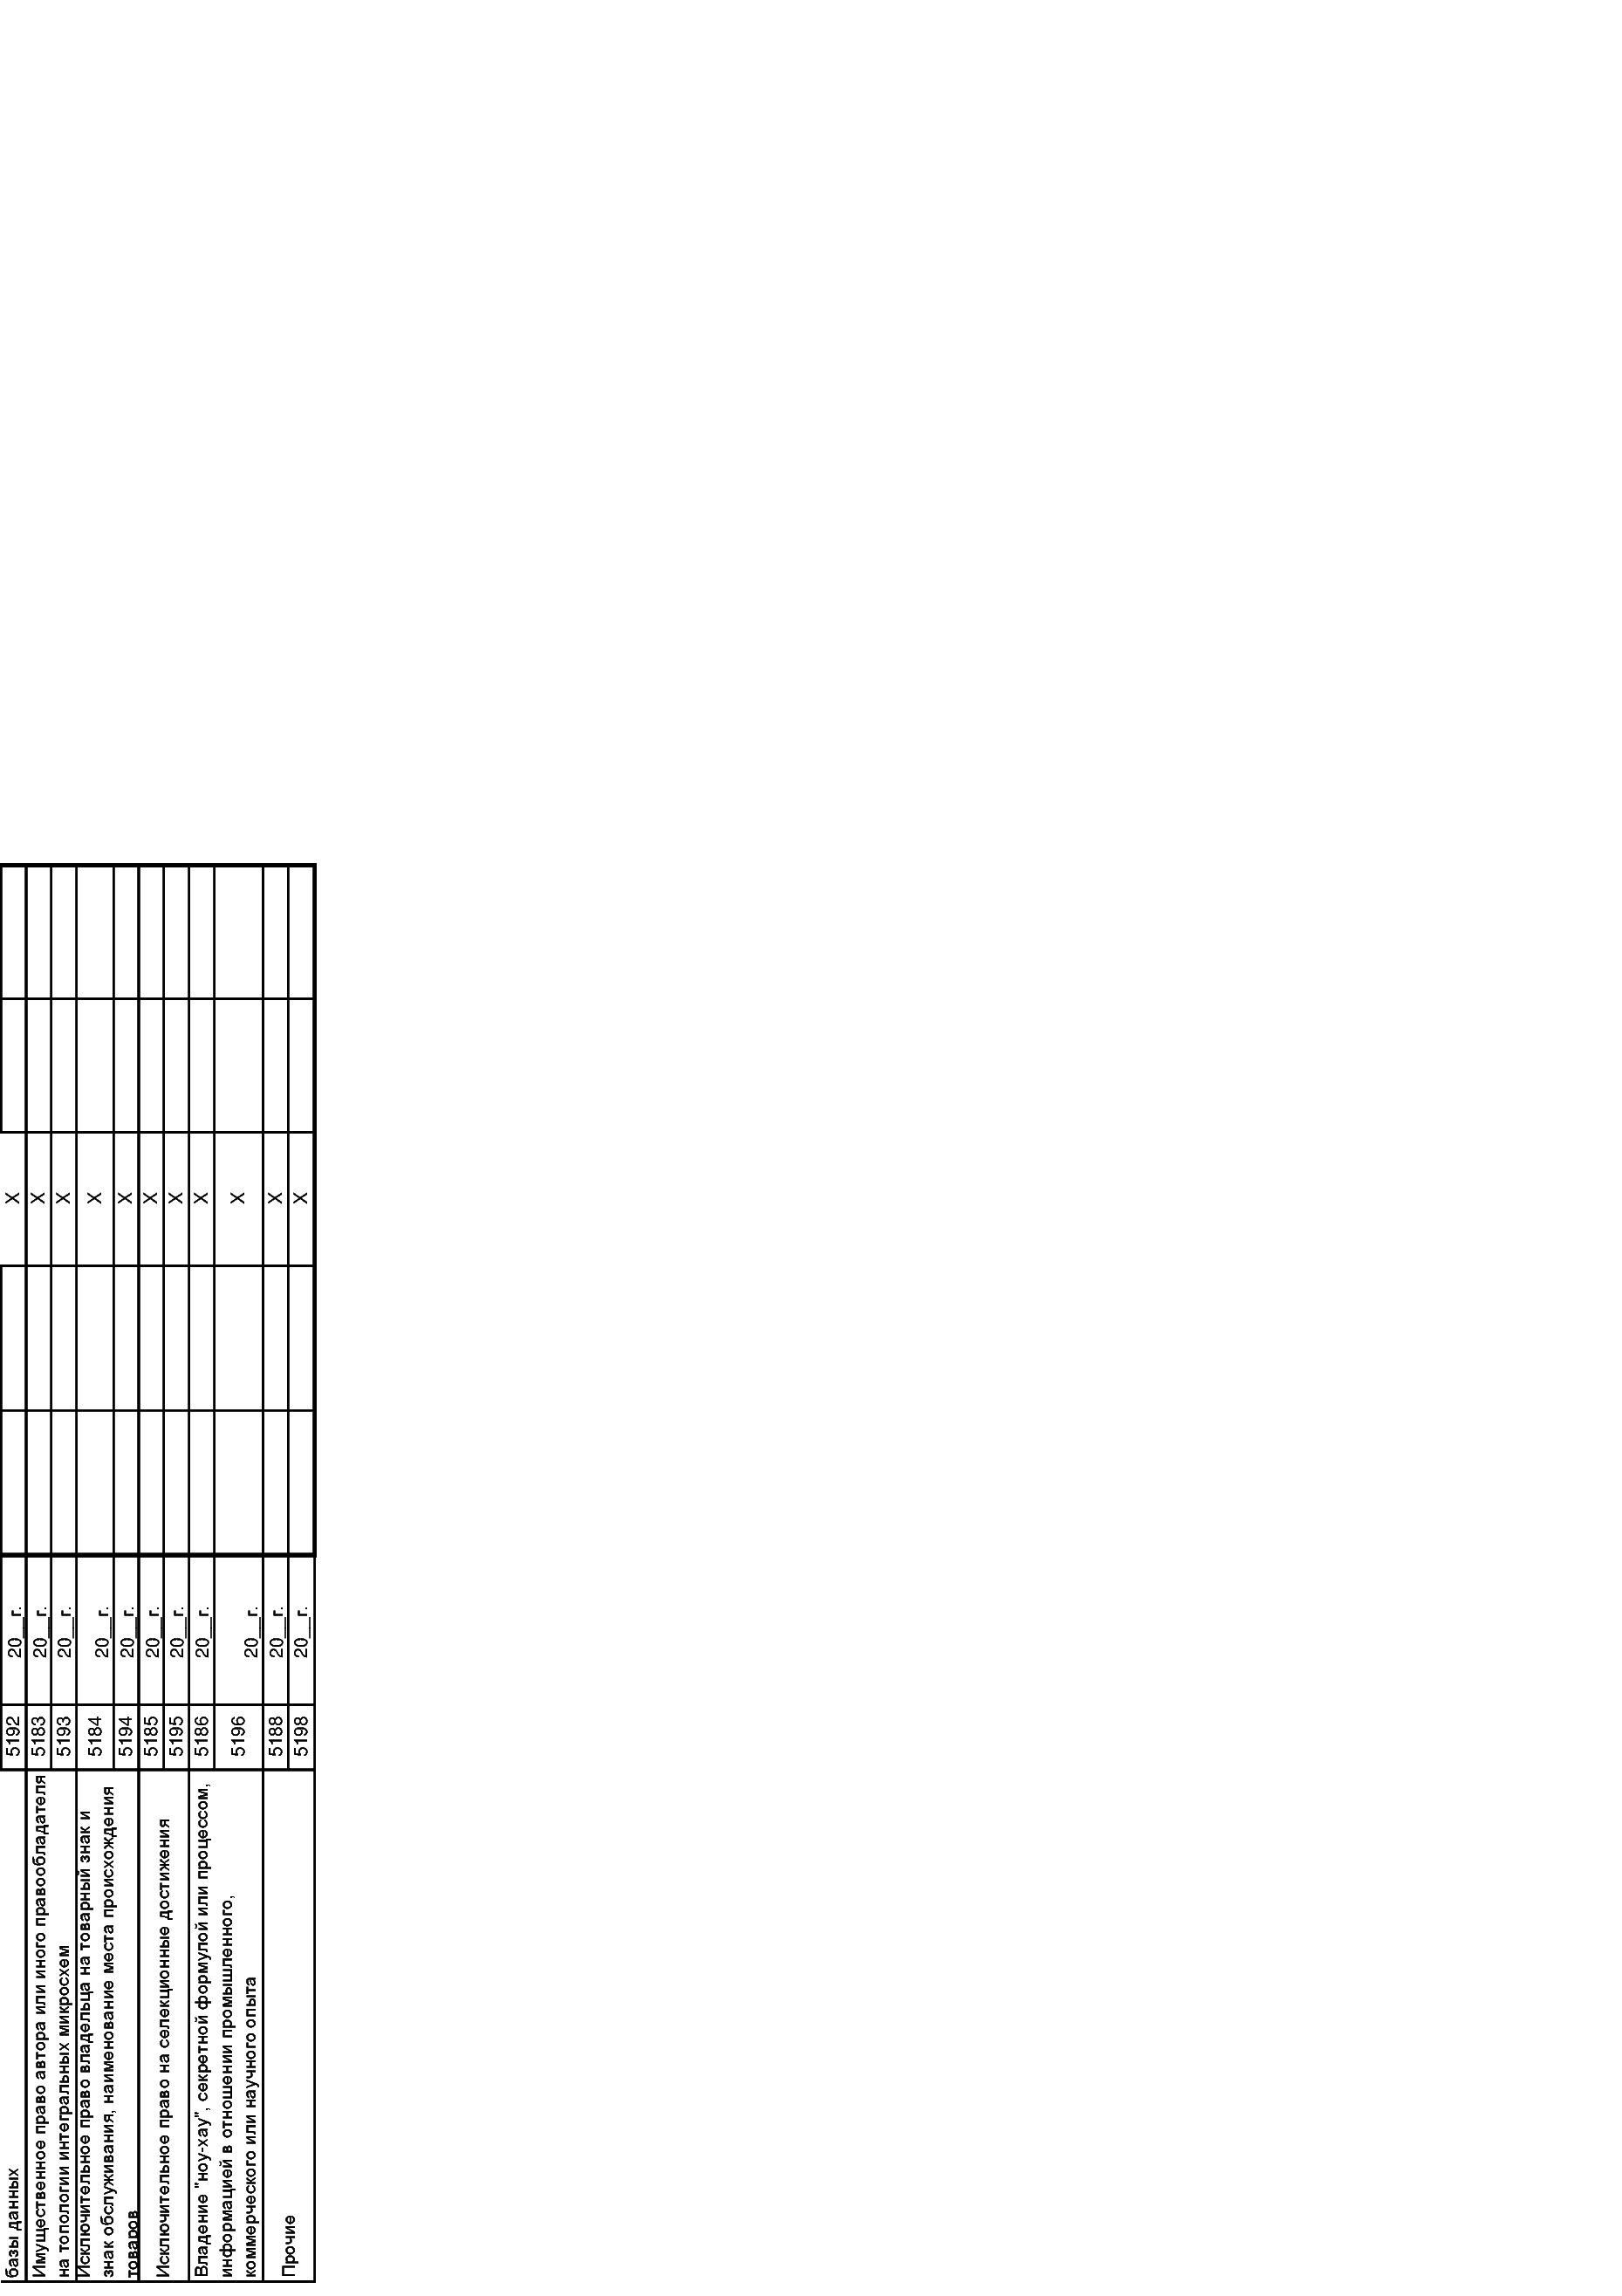 базы данных 5192 20__г. X
Имущественное право автора или иного правообладателя 5183 20__г. X
на топологии интегральных микросхем 5193 20__г. X
Исключительное право владельца на товарный знак и
знак обслуживания, наименование места происхождения 5184 20__г. X
товаров 5194 20__г. X
Исключительное право на селекционные достижения 5185 20__г. X
5195 20__г. X
Владение "ноу-хау", секретной формулой или процессом, 5186 20__г. X
информацией в отношении промышленного,
коммерческого или научного опыта 5196 20__г. X
Прочие 5188 20__г. X
5198 20__г. X